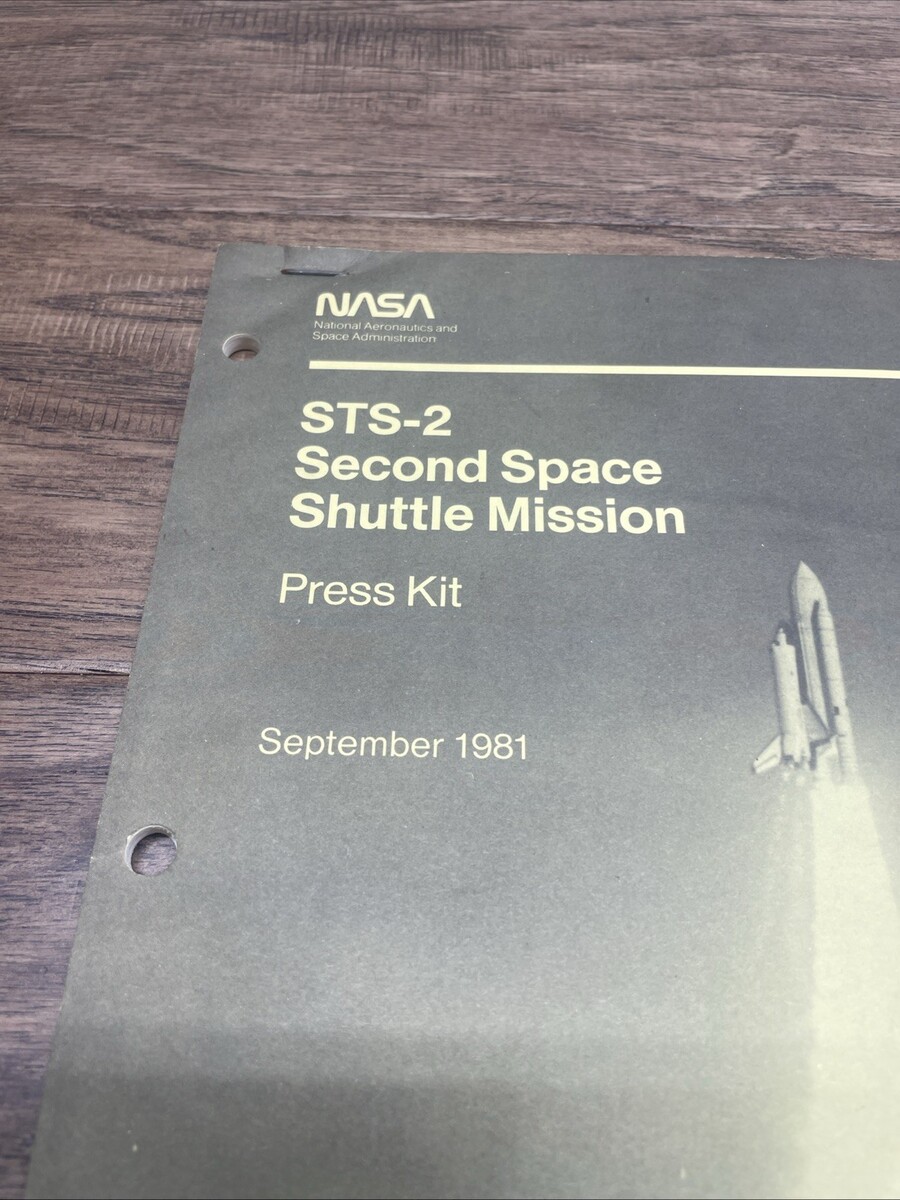 NASA
National Aeronautics and
Space Administration
STS-2
Second Space
Shuttle Mission
Press Kit
September 1981